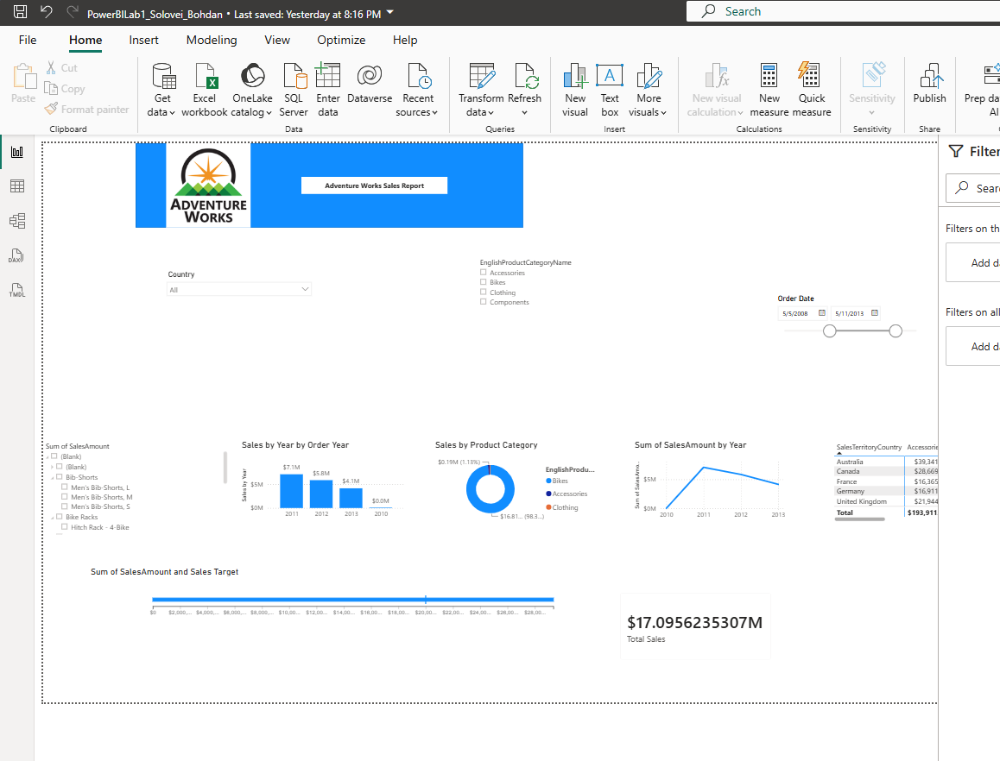 PowerBILab1_Solovei_Bohdan • Last saved: Yesterday at 8:16 PM
Search
File Home Insert Modeling View Optimize Help
Paste
Cut
Copy
Format painter
Clipboard
Get data
Excel workbook
OneLake catalog
SQL Server
Enter data
Dataverse
Recent sources
Data
Transform data
Refresh
Queries
New visual
Text box
More visuals
Insert
New visual calculation
New measure
Quick measure
Calculations
Sensitivity
Sensitivity
Publish
Share
Prep da
AI
DAX
TMDL
ADVENTURE
WORKS
Adventure Works Sales Report
Filter
Sear
Filters on th
Add da
Filters on all
Add da
Country
All
EnglishProductCategoryName
Accessories
Bikes
Clothing
Components
Order Date
5/5/2008 5/11/2013
Sum of SalesAmount
(Blank)
(Blank)
Bib-Shorts
Men's Bib-Shorts, L
Men's Bib-Shorts, M
Men's Bib-Shorts, S
Bike Racks
Hitch Rack - 4-Bike
Sales by Year by Order Year
Sales by Year
$7.1M
$5.8M
$4.1M
$0.0M
$5M
$0M
2011 2012 2013 2010
Sales by Product Category
$0.19M (1.13%)
$16.81... (98.3...)
EnglishProdu...
Bikes
Accessories
Clothing
Sum of SalesAmount by Year
Sum of SalesAmo...
$5M
$0M
2010 2011 2012 2013
SalesTerritoryCountry Accessorie
Australia $39,341
Canada $28,669
France $16,365
Germany $16,911
United Kingdom $21,944
Total $193,911
Sum of SalesAmount and Sales Target
$0 $2,000,... $4,000,... $6,000,... $8,000,... $10,00... $12,00... $14,00... $16,00... $18,00... $20,00... $22,00... $24,00... $26,00... $28,00...
$17.0956235307M
Total Sales